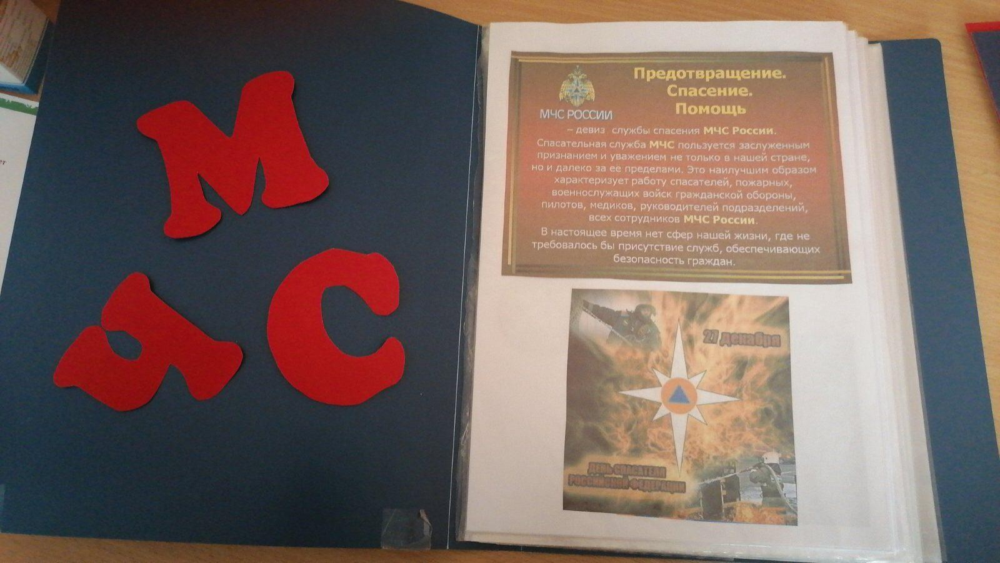 М
ЧС
Предотвращение.
Спасение.
Помощь
МЧС РОССИИ
– девиз службы спасения МЧС России.
Спасательная служба МЧС пользуется заслуженным
признанием и уважением не только в нашей стране,
но и далеко за её пределами. Это наилучшим образом
характеризует работу спасателей, пожарных,
военнослужащих войск гражданской обороны,
пилотов, медиков, руководителей подразделений,
всех сотрудников МЧС России.
В настоящее время нет сфер нашей жизни, где не
требовалось бы присутствие служб, обеспечивающих
безопасность граждан.
27 декабря
ДЕНЬ СПАСАТЕЛЯ
РОССИЙСКОЙ ФЕДЕРАЦИИ